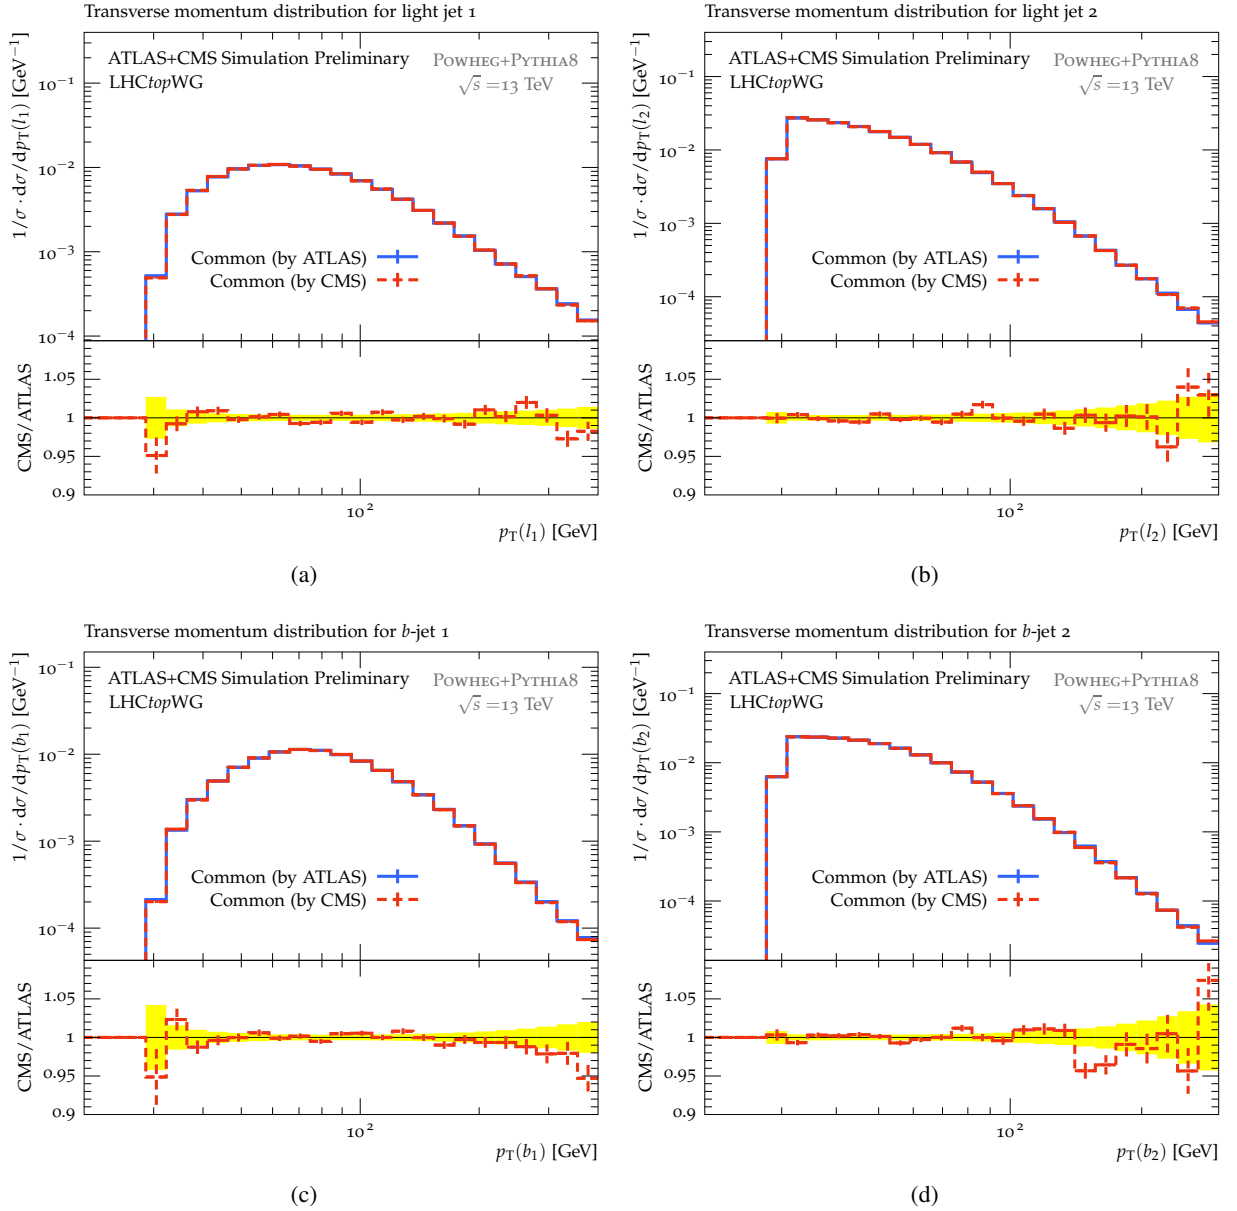 Transverse momentum distribution for light jet 1
ATLAS+CMS Simulation Preliminary
LHCtopWG
POWHEG+PYTHIA8
√s =13 TeV
1/σ · dσ/dpT(l1) [GeV−1]
10−1
10−2
10−3
10−4
Common (by ATLAS)
Common (by CMS)
CMS/ATLAS
1.05
1
0.95
0.9
10²
pT(l1) [GeV]
(a)
Transverse momentum distribution for light jet 2
ATLAS+CMS Simulation Preliminary
LHCtopWG
POWHEG+PYTHIA8
√s =13 TeV
1/σ · dσ/dpT(l2) [GeV−1]
10−1
10−2
10−3
10−4
Common (by ATLAS)
Common (by CMS)
CMS/ATLAS
1.05
1
0.95
0.9
10²
pT(l2) [GeV]
(b)
Transverse momentum distribution for b-jet 1
ATLAS+CMS Simulation Preliminary
LHCtopWG
POWHEG+PYTHIA8
√s =13 TeV
1/σ · dσ/dpT(b1) [GeV−1]
10−1
10−2
10−3
10−4
Common (by ATLAS)
Common (by CMS)
CMS/ATLAS
1.05
1
0.95
0.9
10²
pT(b1) [GeV]
(c)
Transverse momentum distribution for b-jet 2
ATLAS+CMS Simulation Preliminary
LHCtopWG
POWHEG+PYTHIA8
√s =13 TeV
1/σ · dσ/dpT(b2) [GeV−1]
10−1
10−2
10−3
10−4
Common (by ATLAS)
Common (by CMS)
CMS/ATLAS
1.05
1
0.95
0.9
10²
pT(b2) [GeV]
(d)